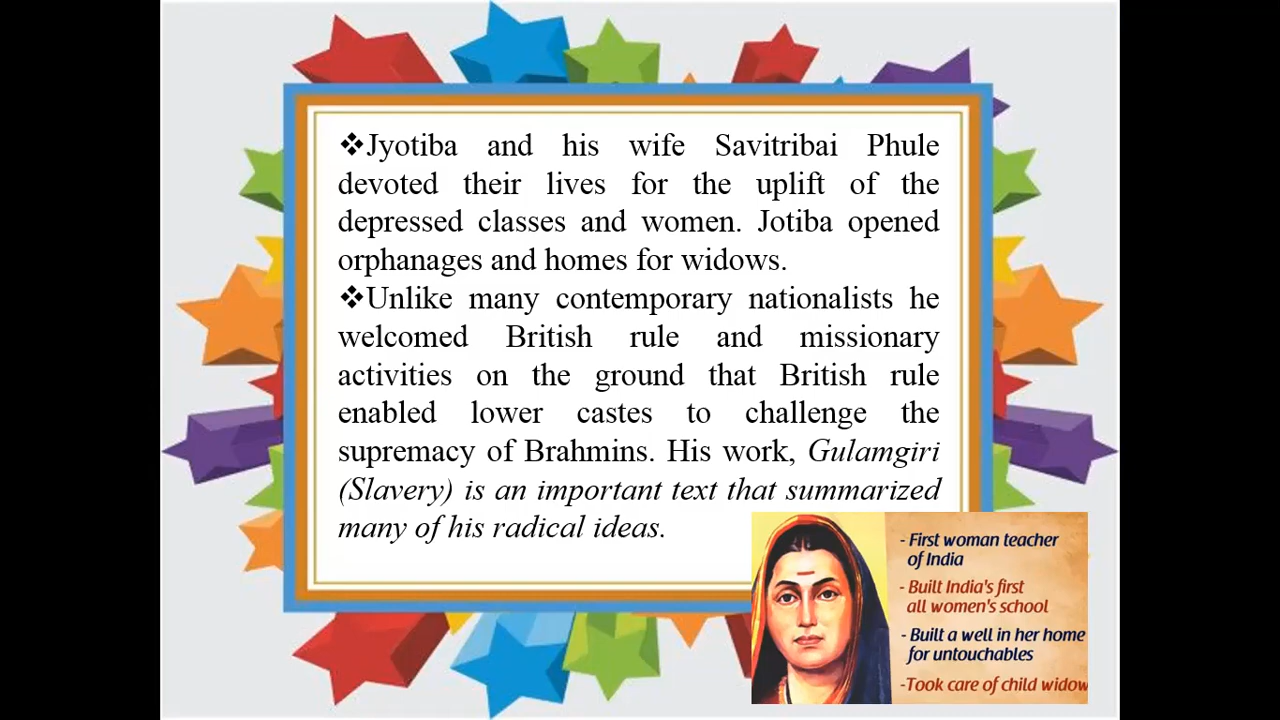 ❖Jyotiba and his wife Savitribai Phule
devoted their lives for the uplift of the
depressed classes and women. Jotiba opened
orphanages and homes for widows.
❖Unlike many contemporary nationalists he
welcomed British rule and missionary
activities on the ground that British rule
enabled lower castes to challenge the
supremacy of Brahmins. His work, Gulamgiri
(Slavery) is an important text that summarized
many of his radical ideas.
- First woman teacher
of India
- Built India's first
all women's school
- Built a well in her home
for untouchables
-Took care of child widow